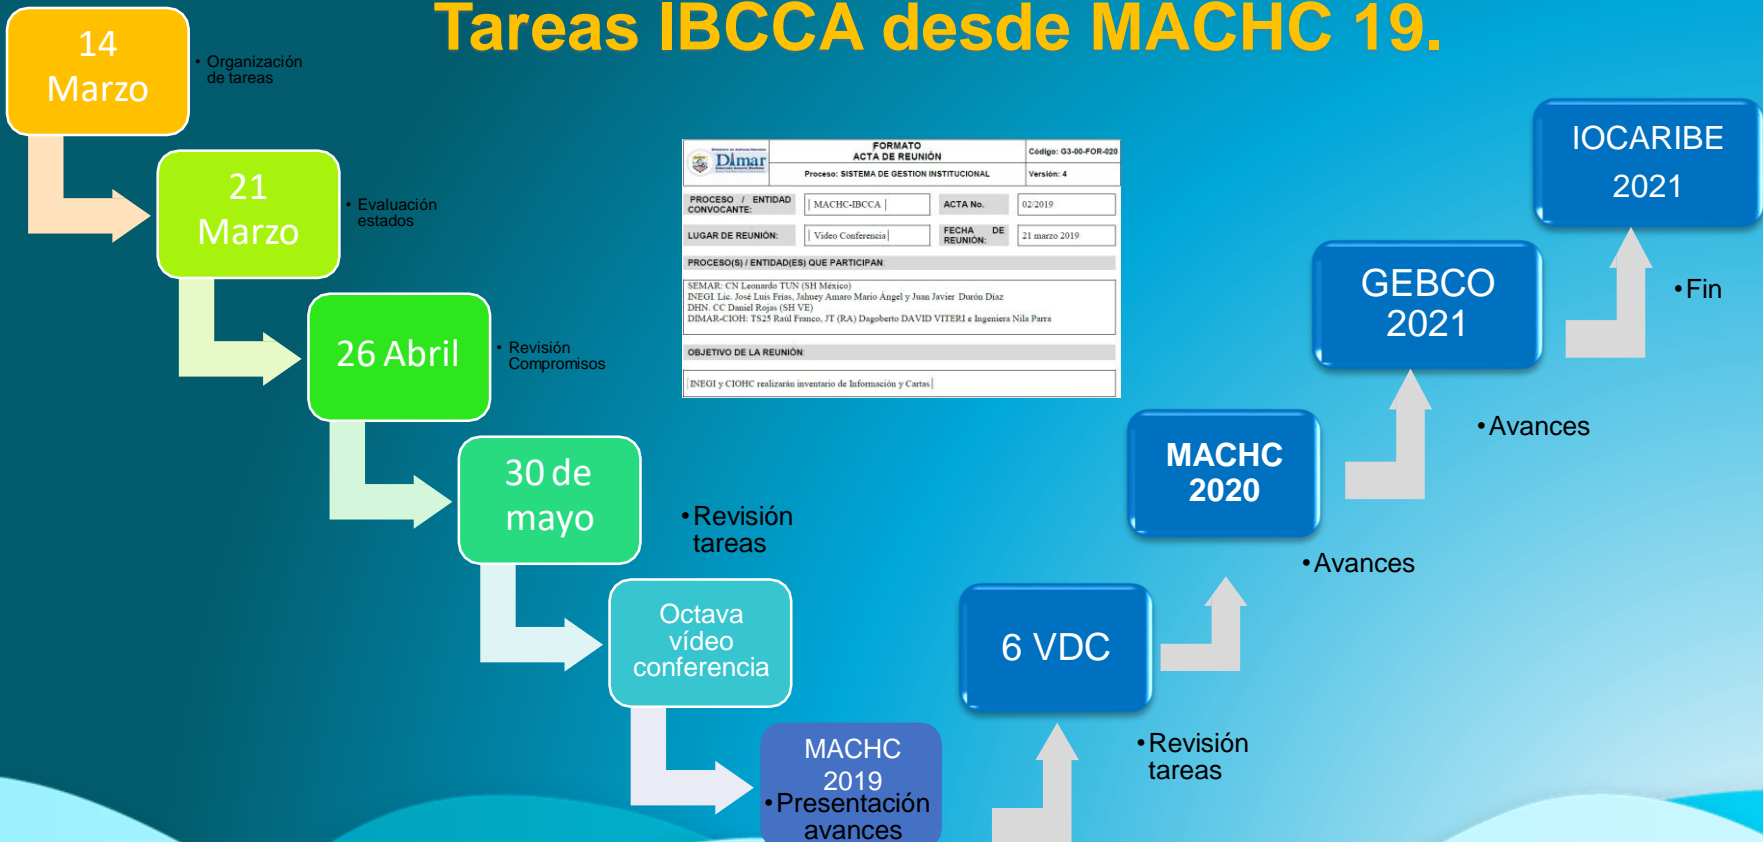 Tareas IBCCA desde MACHC 19.
14
Marzo
• Organización
de tareas
21
Marzo
• Evaluación
estados
26 Abril
• Revisión
Compromisos
30 de
mayo
• Revisión
tareas
Octava
vídeo
conferencia
MACHC
2019
• Presentación
avances
6 VDC
• Revisión
tareas
MACHC
2020
• Avances
GEBCO
2021
• Avances
IOCARIBE
2021
• Fin
Dimar
FORMATO
ACTA DE REUNIÓN
Código: G3-00-FOR-020
Proceso: SISTEMA DE GESTION INSTITUCIONAL
Versión: 4
PROCESO / ENTIDAD
CONVOCANTE:
MACHC-IBCCA
ACTA No.
02/2019
LUGAR DE REUNIÓN:
Video Conferencia
FECHA DE
REUNIÓN:
21 marzo 2019
PROCESO(S) / ENTIDAD(ES) QUE PARTICIPAN:
SEMAR: CN Leonardo TUN (SH México)
INEGI. Lic. José Luis Frías, Jahuey Amaro Mario Ángel y Juan Javier Durón Díaz
DHN. CC Daniel Rojas (SH VE)
DIMAR-CIOH: TS25 Raúl Franco, JT (RA) Dagoberto DAVID VITERI e Ingeniera Nila Parra
OBJETIVO DE LA REUNIÓN:
INEGI y CIOHC realizarán inventario de Información y Cartas